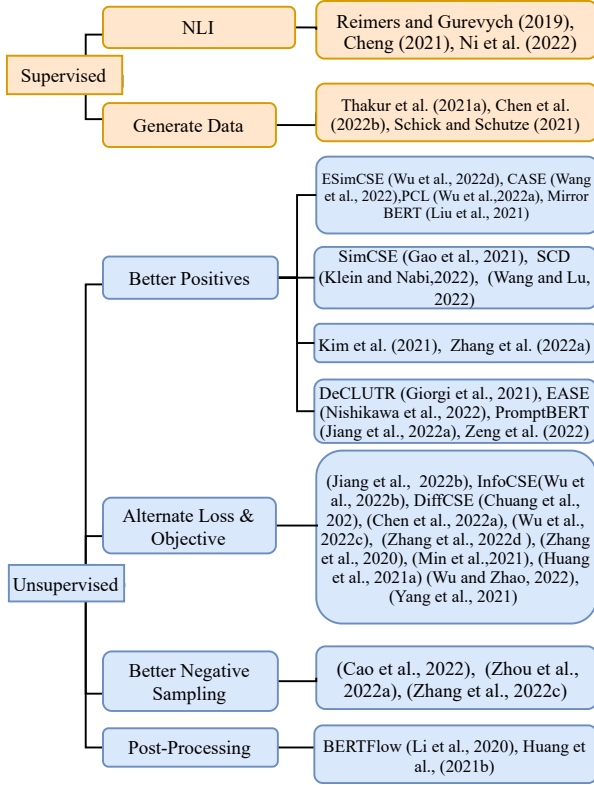 NLI
Reimers and Gurevych (2019),
Cheng (2021), Ni et al. (2022)
Supervised
Generate Data
Thakur et al. (2021a), Chen et al.
(2022b), Schick and Schutze (2021)
ESimCSE (Wu et al., 2022d), CASE (Wang
et al., 2022),PCL (Wu et al.,2022a), Mirror
BERT (Liu et al., 2021)
Better Positives
SimCSE (Gao et al., 2021), SCD
(Klein and Nabi,2022), (Wang and Lu,
2022)
Kim et al. (2021), Zhang et al. (2022a)
DeCLUTR (Giorgi et al., 2021), EASE
(Nishikawa et al., 2022), PromptBERT
(Jiang et al., 2022a), Zeng et al. (2022)
Alternate Loss &
Objective
(Jiang et al., 2022b), InfoCSE(Wu
et al., 2022b), DiffCSE (Chuang et al.,
202), (Chen et al., 2022a), (Wu et al.,
2022c), (Zhang et al., 2022d ), (Zhang
et al., 2020), (Min et al.,2021), (Huang
et al., 2021a) (Wu and Zhao, 2022),
(Yang et al., 2021)
Unsupervised
Better Negative
Sampling
(Cao et al., 2022), (Zhou et al.,
2022a), (Zhang et al., 2022c)
Post-Processing
BERTFlow (Li et al., 2020), Huang et
al., (2021b)